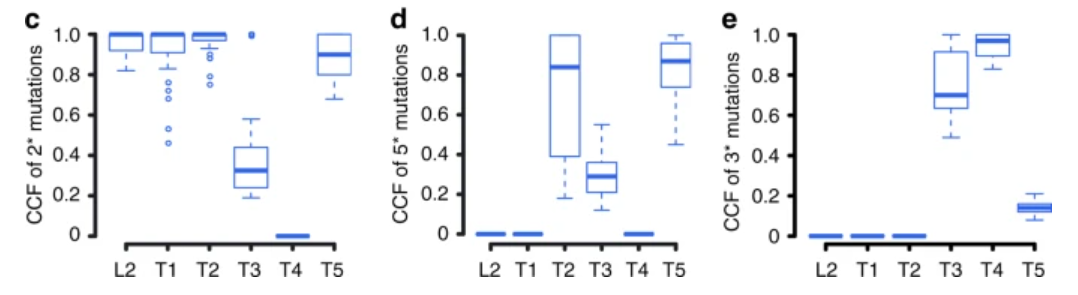 c
CCF of 2* mutations
1.0
0.8
0.6
0.4
0.2
0
L2 T1 T2 T3 T4 T5
d
CCF of 5* mutations
1.0
0.8
0.6
0.4
0.2
0
L2 T1 T2 T3 T4 T5
e
CCF of 3* mutations
1.0
0.8
0.6
0.4
0.2
0
L2 T1 T2 T3 T4 T5